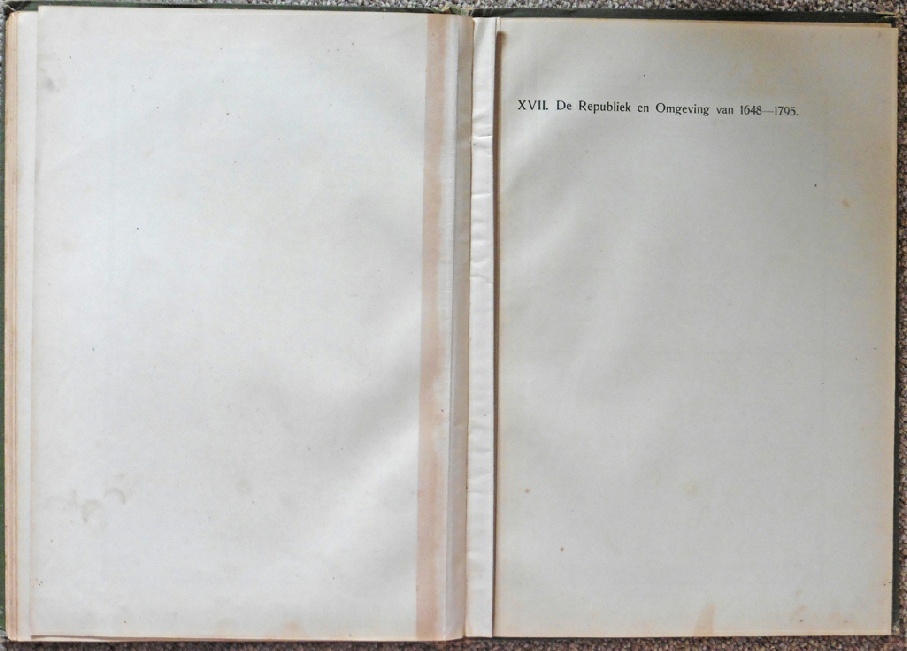 XVII. De Republiek en Omgeving van 1648—1795.